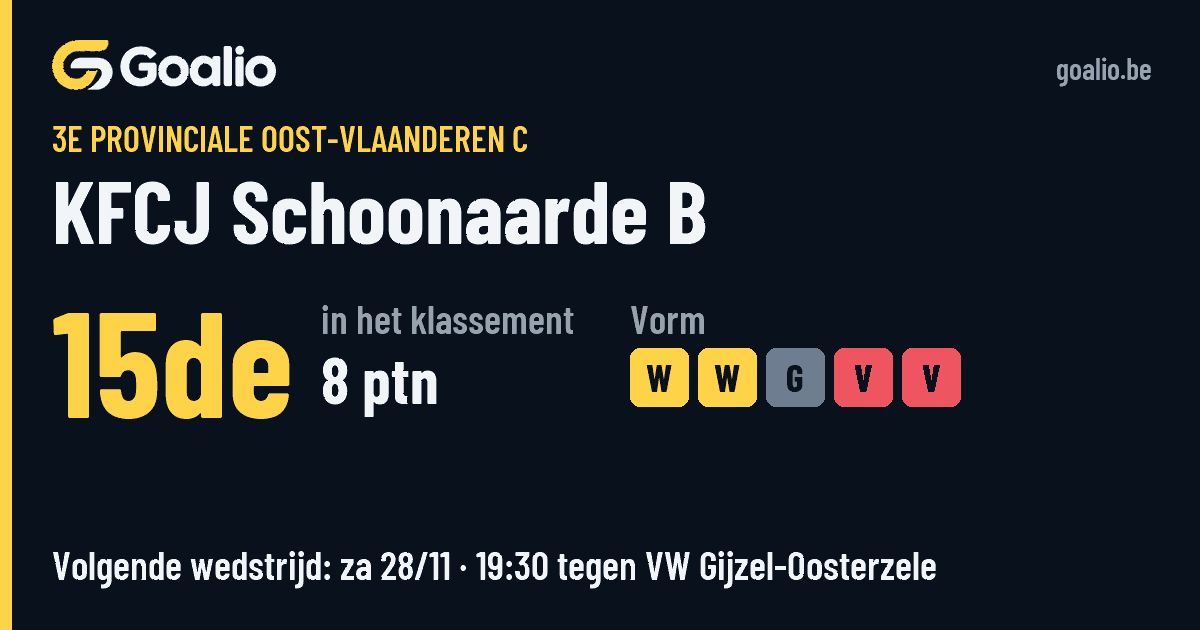 Goalio
goalio.be
3E PROVINCIALE OOST-VLAANDEREN C
KFCJ Schoonaarde B
15de
in het klassement
8 ptn
Vorm
W W G V V
Volgende wedstrijd: za 28/11 · 19:30 tegen VW Gijzel-Oosterzele